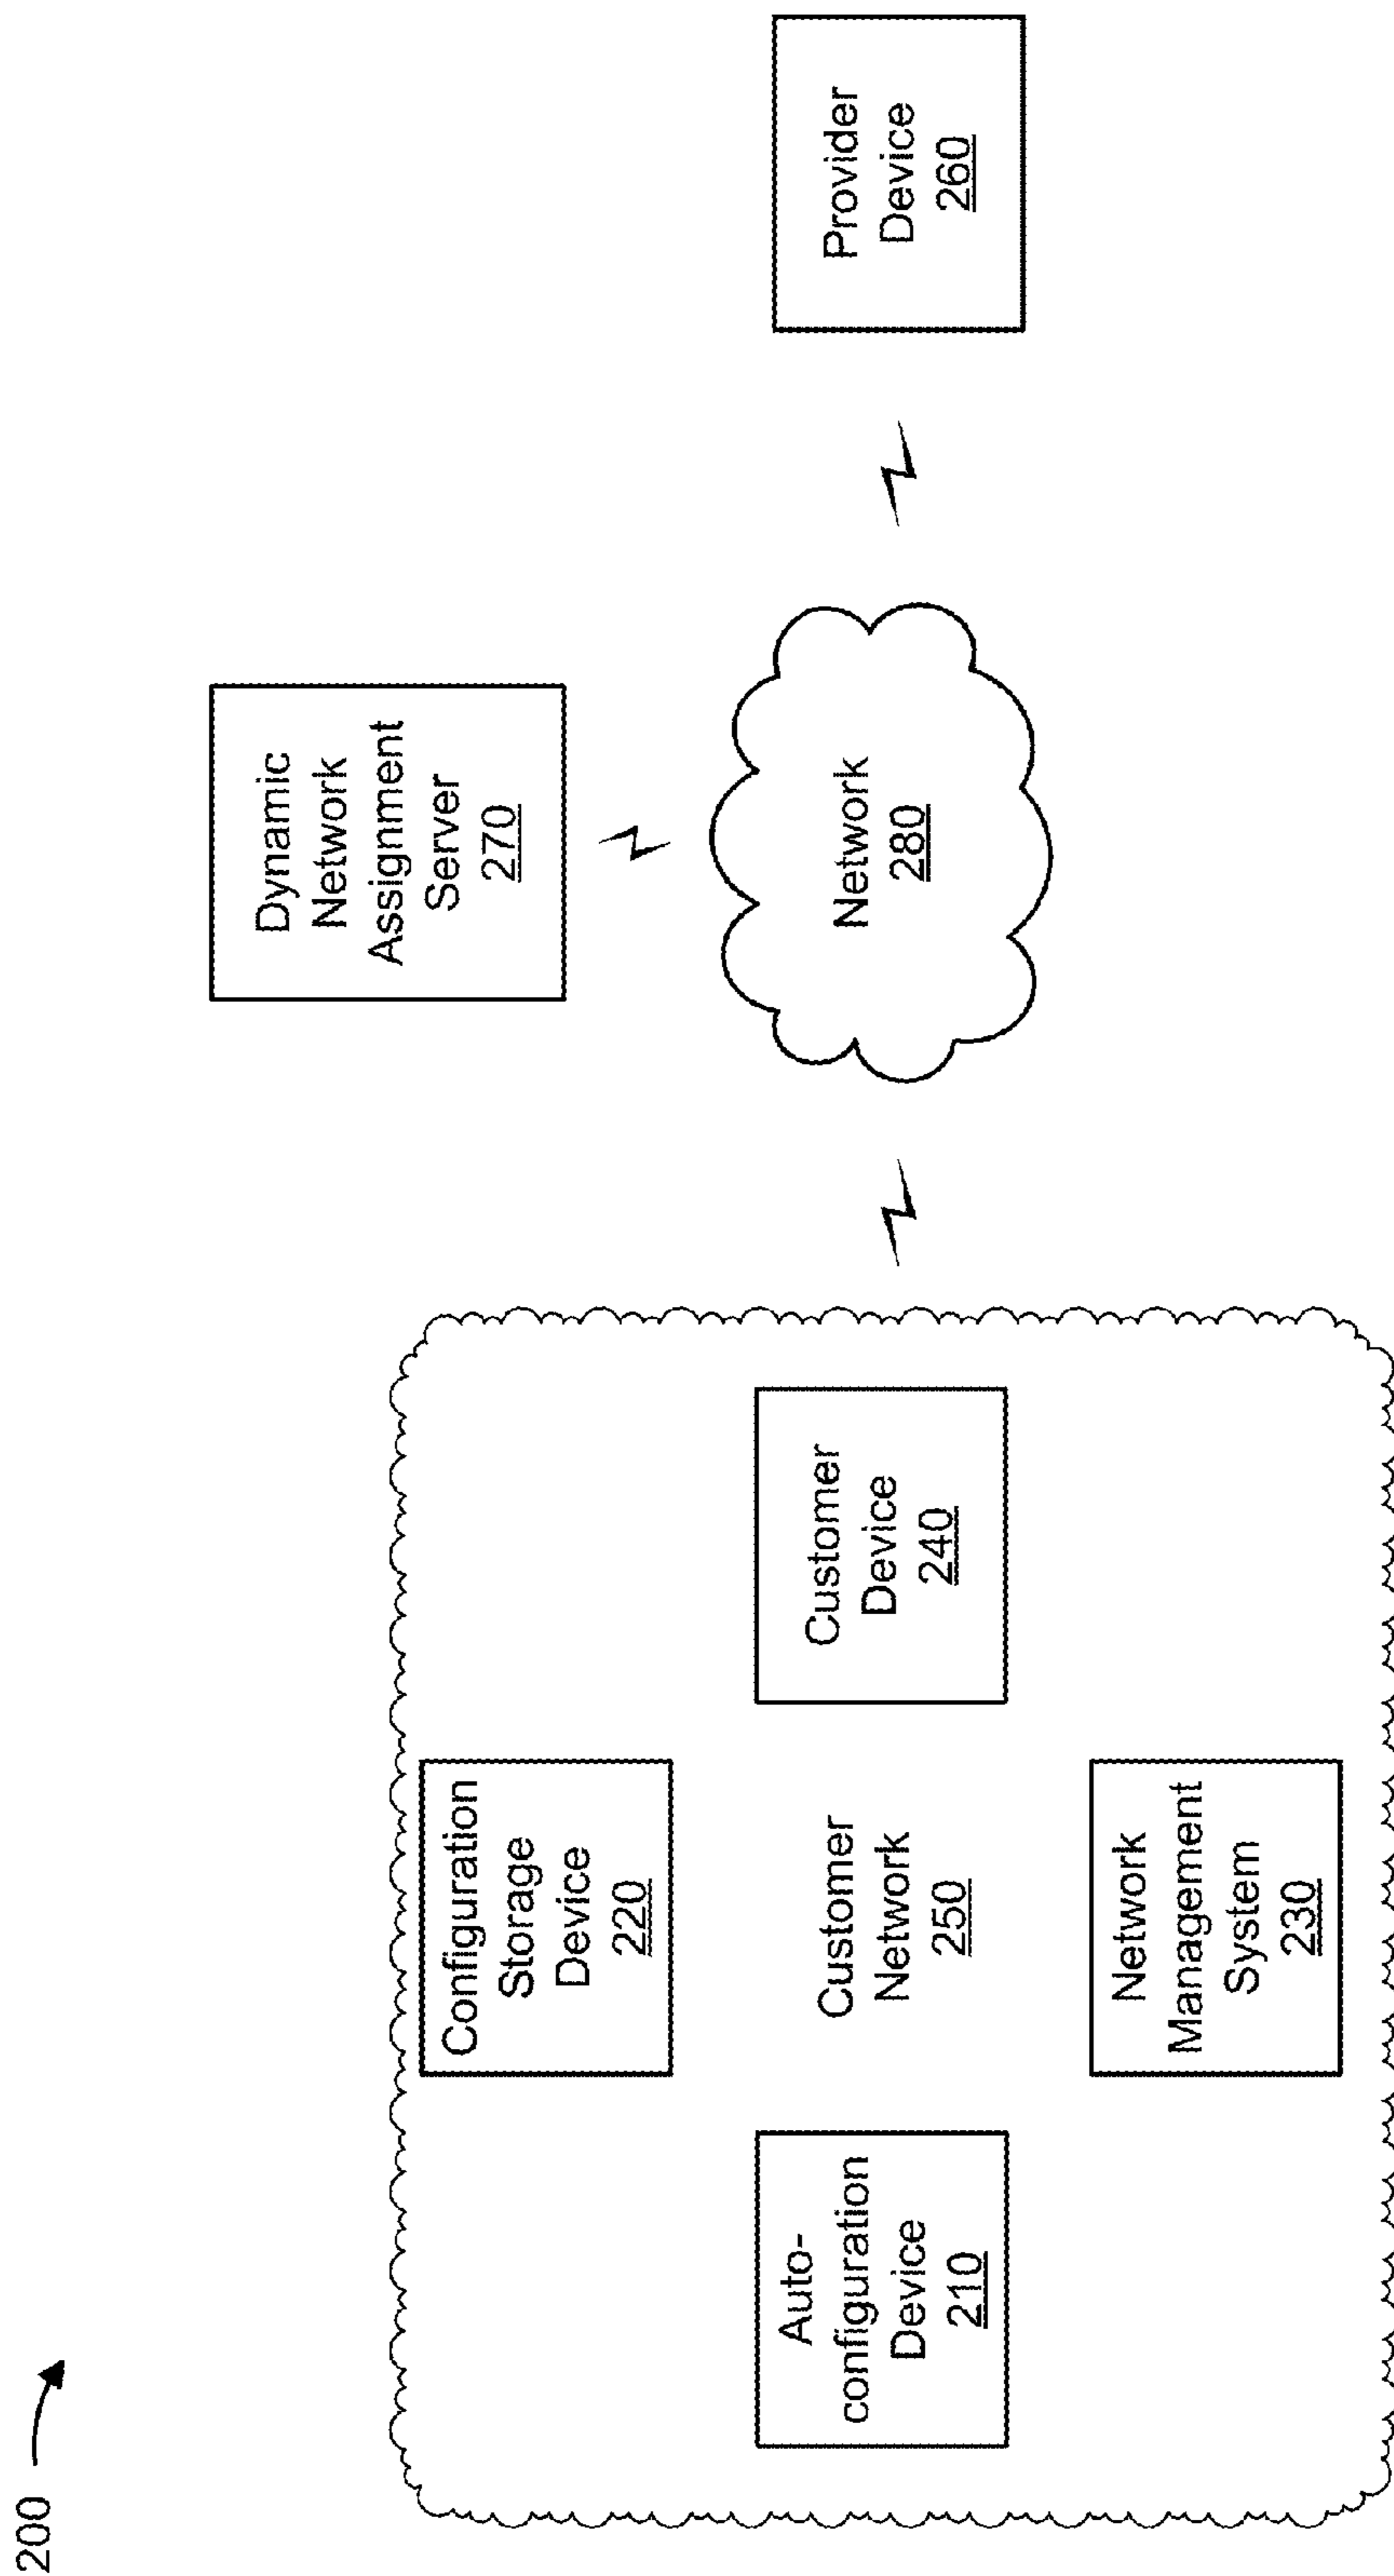 200
Configuration
Storage
Device
220
Auto-
configuration
Device
210
Customer
Network
250
Customer
Device
240
Network
Management
System
230
Dynamic
Network
Assignment
Server
270
Network
280
Provider
Device
260